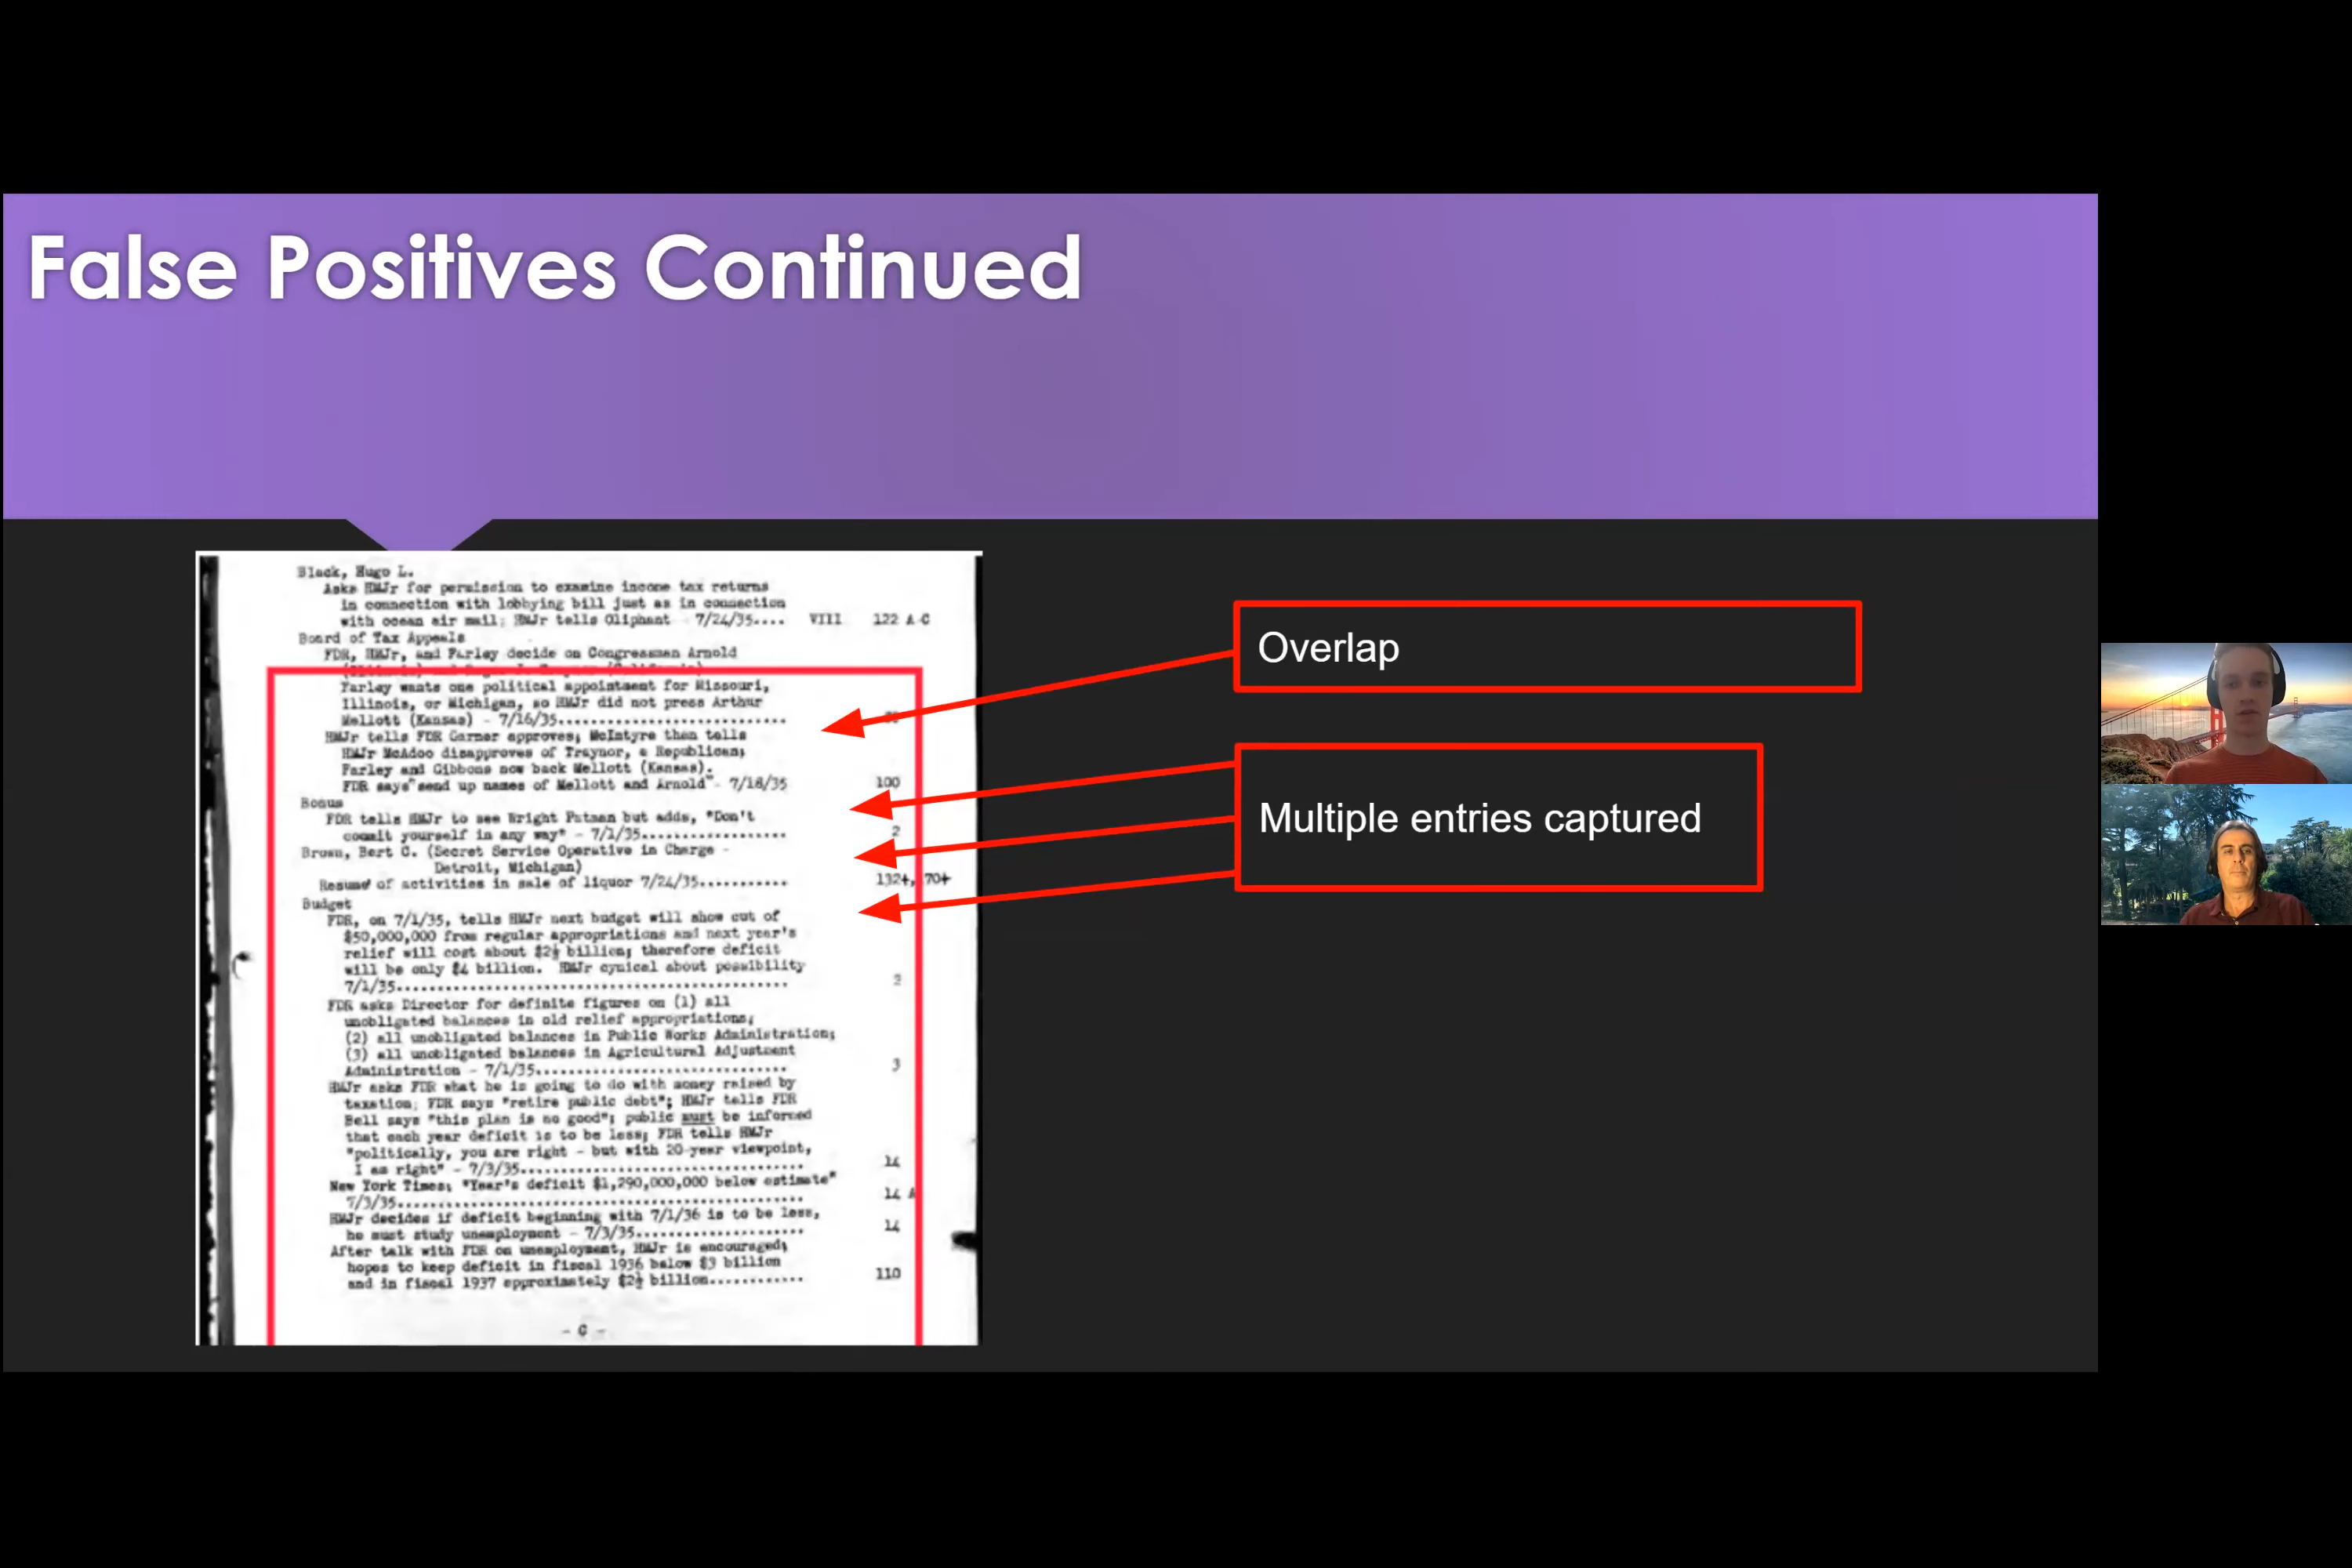 False Positives Continued
Black, Hugo L.
Asks HMJr for permission to examine income tax returns
in connection with lobbying bill just as in connection
with ocean air mail; HMJr tells Oliphant - 7/24/35.... VIII 122 A-C
Board of Tax Appeals
FDR, HMJr, and Farley decide on Congressman Arnold
Farley wants one political appointment for Missouri,
Illinois, or Michigan, so HMJr did not press Arthur
Mellott (Kansas) - 7/16/35............................
HMJr tells FDR Garner approves; McIntyre then tells
HMJr McAdoo disapproves of Traynor, a Republican;
Farley and Gibbons now back Mellott (Kansas).
FDR says "send up names of Mellott and Arnold" - 7/18/35 100
Bonus
FDR tells HMJr to see Wright Patman but adds, "Don't
commit yourself in any way" - 7/1/35.................. 2
Brown, Bert C. (Secret Service Operative in Charge -
Detroit, Michigan)
Resume' of activities in sale of liquor 7/24/35........... 132+, 70+
Budget
FDR, on 7/1/35, tells HMJr next budget will show cut of
$50,000,000 from regular appropriations and next year's
relief will cost about $2½ billion; therefore deficit
will be only $4 billion. HMJr cynical about possibility
7/1/35................................................ 2
FDR asks Director for definite figures on (1) all
unobligated balances in old relief appropriations;
(2) all unobligated balances in Public Works Administration;
(3) all unobligated balances in Agricultural Adjustment
Administration - 7/1/35............................... 3
HMJr asks FDR what he is going to do with money raised by
taxation; FDR says "retire public debt"; HMJr tells FDR
Bell says "this plan is no good"; public must be informed
that each year deficit is to be less; FDR tells HMJr
"politically, you are right - but with 20-year viewpoint,
I am right" - 7/3/35.................................. 14
New York Times; "Year's deficit $1,290,000,000 below estimate"
7/3/35................................................ 14 A
HMJr decides if deficit beginning with 7/1/36 is to be less,
he must study unemployment - 7/3/35.................... 14
After talk with FDR on unemployment, HMJr is encouraged;
hopes to keep deficit in fiscal 1936 below $3 billion
and in fiscal 1937 approximately $2½ billion............ 110
- C -
Overlap
Multiple entries captured